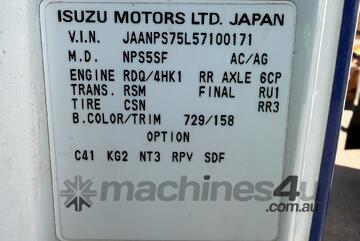 ISUZU MOTORS LTD. JAPAN
V.I.N. JAANPS75L57100171
M.D. NPS5SF AC/AG
ENGINE RDQ/4HK1 RR AXLE 6CP
TRANS. RSM FINAL RU1
TIRE CSN RR3
B.COLOR/TRIM 729/158
OPTION
C41 KG2 NT3 RPV SDF
machines4u
.com.au